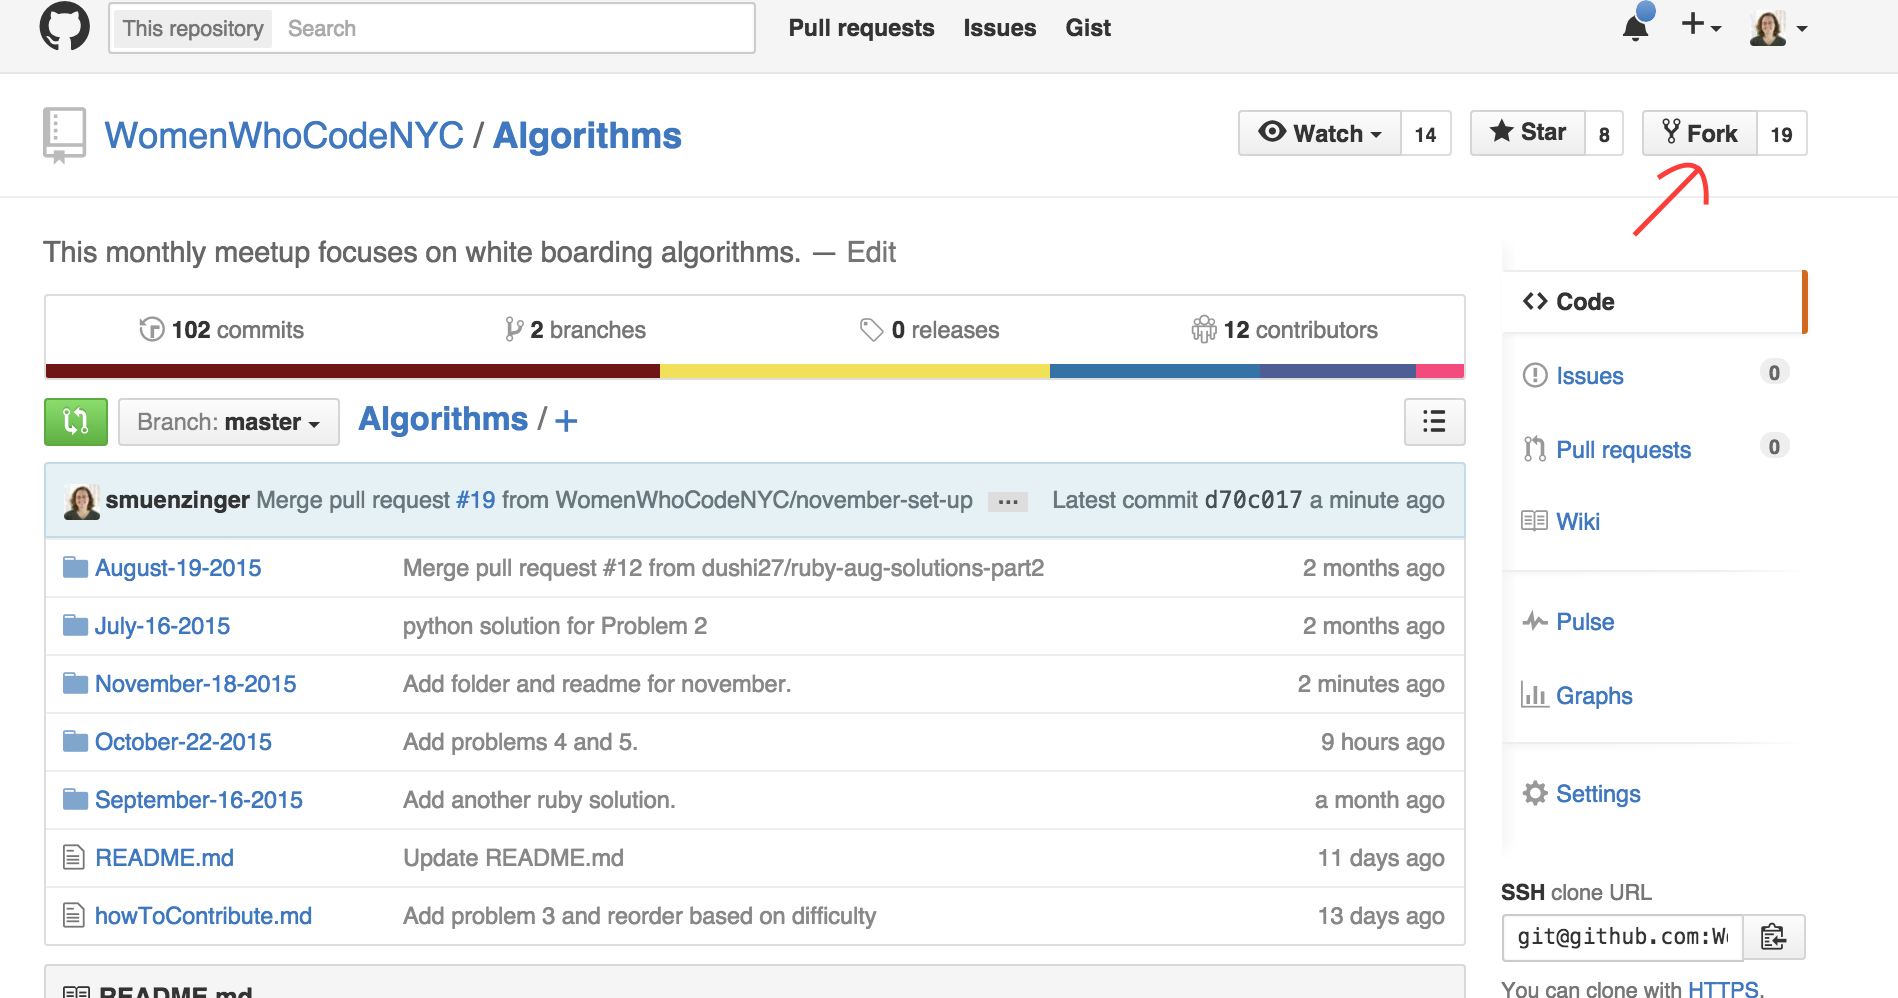 This repository Search Pull requests Issues Gist
WomenWhoCodeNYC / Algorithms Watch 14 Star 8 Fork 19
This monthly meetup focuses on white boarding algorithms. — Edit
102 commits 2 branches 0 releases 12 contributors
Branch: master Algorithms / +
smuenzinger Merge pull request #19 from WomenWhoCodeNYC/november-set-up ... Latest commit d70c017 a minute ago
August-19-2015 Merge pull request #12 from dushi27/ruby-aug-solutions-part2 2 months ago
July-16-2015 python solution for Problem 2 2 months ago
November-18-2015 Add folder and readme for november. 2 minutes ago
October-22-2015 Add problems 4 and 5. 9 hours ago
September-16-2015 Add another ruby solution. a month ago
README.md Update README.md 11 days ago
howToContribute.md Add problem 3 and reorder based on difficulty 13 days ago
README.md
Code
Issues 0
Pull requests 0
Wiki
Pulse
Graphs
Settings
SSH clone URL
git@github.com:W
You can clone with HTTPS,